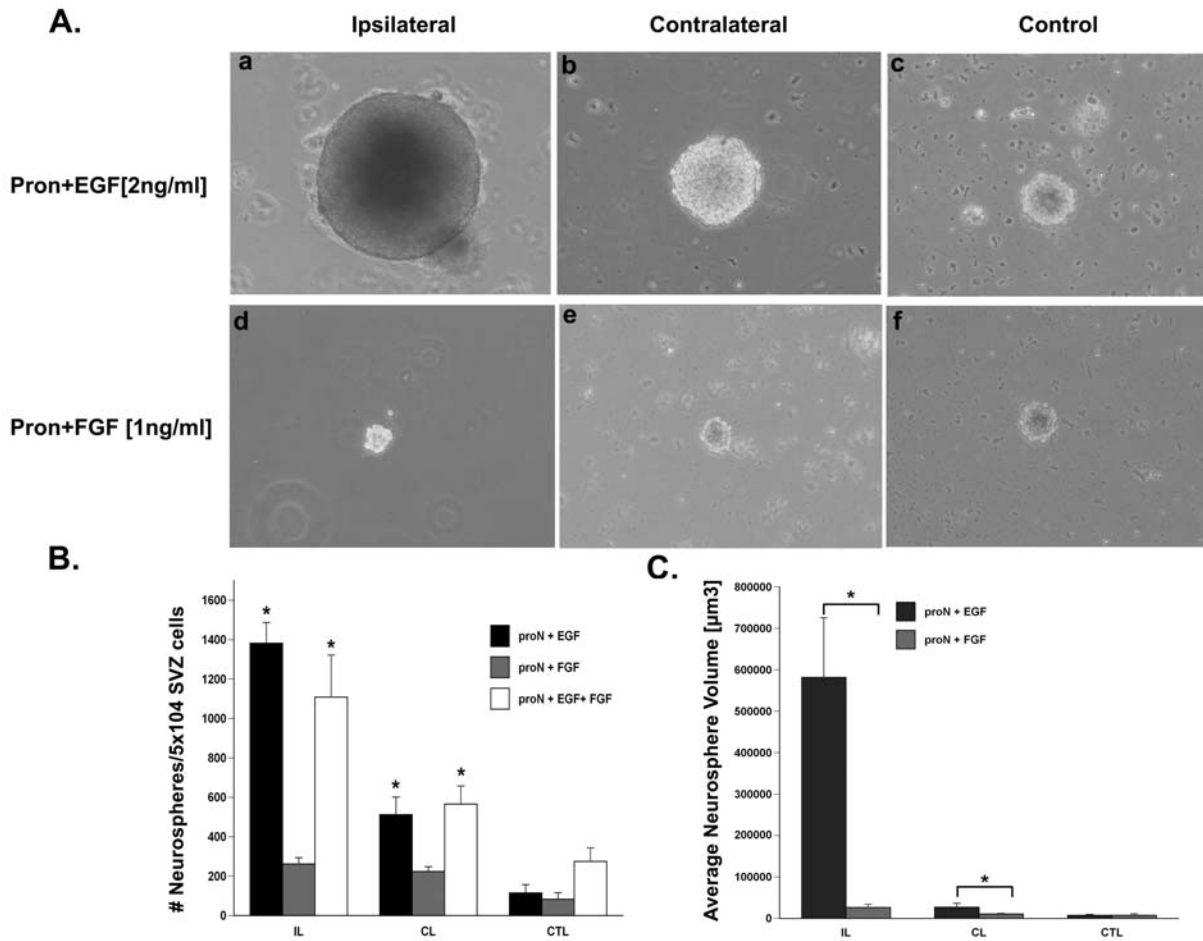 A.
Ipsilateral Contralateral Control
a b c
Pron+EGF[2ng/ml]
d e f
Pron+FGF [1ng/ml]
B.
# Neurospheres/5x104 SVZ cells
1600
1400
1200
1000
800
600
400
200
0
* * * *
proN + EGF
proN + FGF
proN + EGF+ FGF
IL CL CTL
C.
Average Neurosphere Volume [µm3]
800000
700000
600000
500000
400000
300000
200000
100000
0
* *
proN + EGF
proN + FGF
IL CL CTL